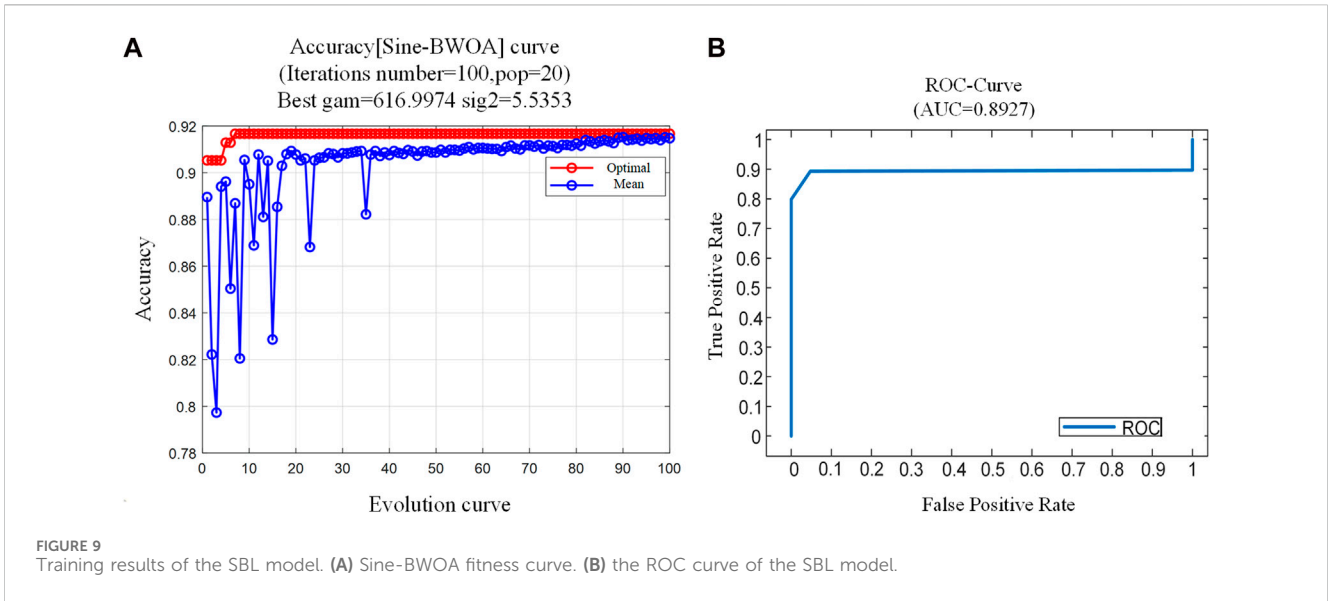 A
Accuracy[Sine-BWOA] curve
(Iterations number=100,pop=20)
Best gam=616.9974 sig2=5.5353
0.92
0.9
0.88
0.86
0.84
0.82
0.8
0.78
Accuracy
Optimal
Mean
0 10 20 30 40 50 60 70 80 90 100
Evolution curve
B
ROC-Curve
(AUC=0.8927)
1
0.9
0.8
0.7
0.6
0.5
0.4
0.3
0.2
0.1
0
True Positive Rate
ROC
0 0.1 0.2 0.3 0.4 0.5 0.6 0.7 0.8 0.9 1
False Positive Rate
FIGURE 9
Training results of the SBL model. (A) Sine-BWOA fitness curve. (B) the ROC curve of the SBL model.